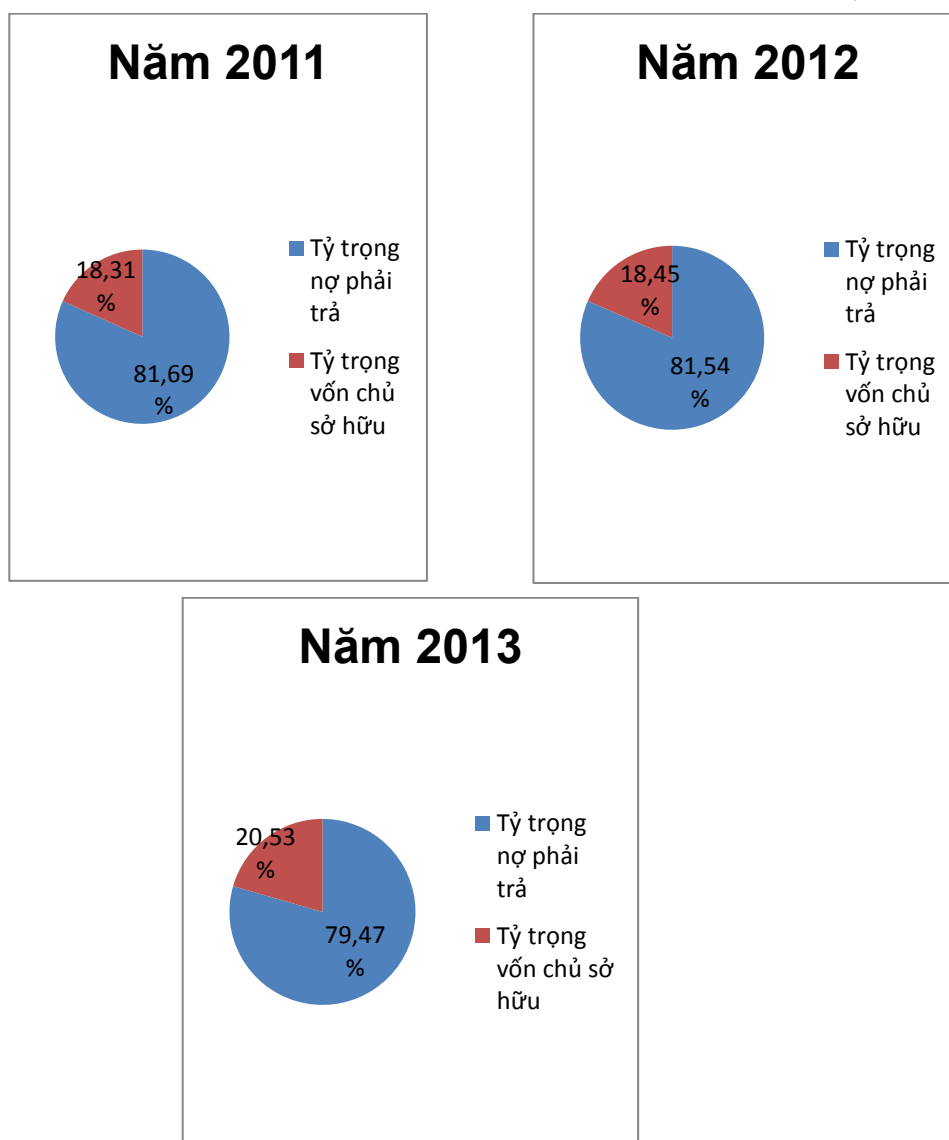 Năm 2011
18,31
%
81,69
%
Tỷ trọng
nợ phải
trả
Tỷ trọng
vốn chủ
sở hữu
Năm 2012
18,45
%
81,54
%
Tỷ trọng
nợ phải
trả
Tỷ trọng
vốn chủ
sở hữu
Năm 2013
20,53
%
79,47
%
Tỷ trọng
nợ phải
trả
Tỷ trọng
vốn chủ sở
hữu